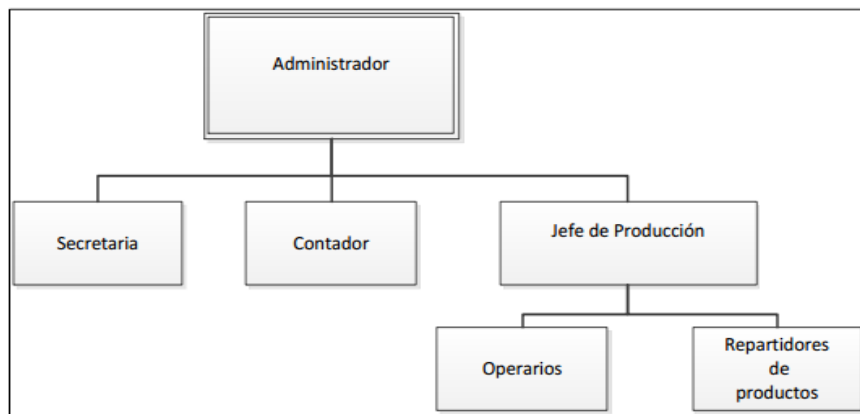 Administrador
Secretaria
Contador
Jefe de Producción
Operarios
Repartidores
de
productos